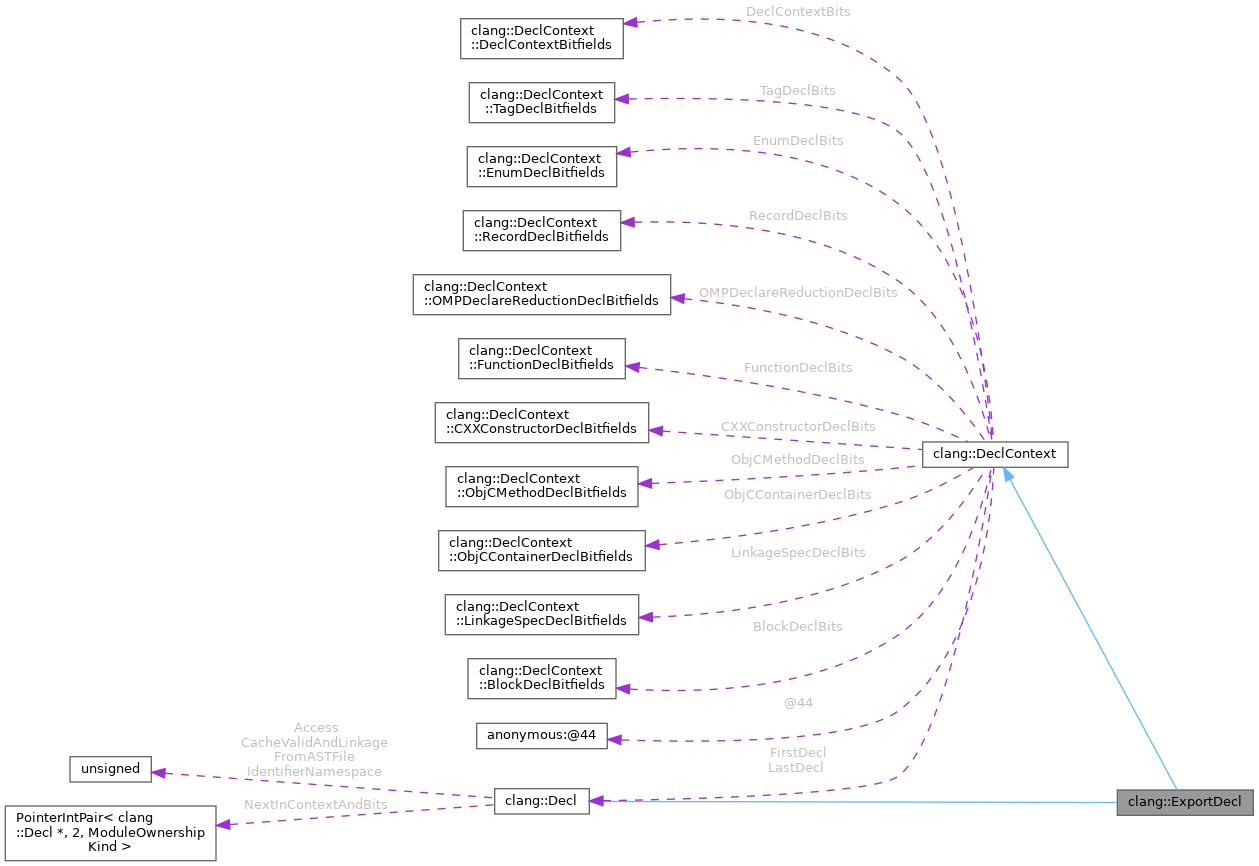 DeclContextBits
clang::DeclContext
::DeclContextBitfields
TagDeclBits
clang::DeclContext
::TagDeclBitfields
EnumDeclBits
clang::DeclContext
::EnumDeclBitfields
RecordDeclBits
clang::DeclContext
::RecordDeclBitfields
OMPDeclareReductionDeclBits
clang::DeclContext
::OMPDeclareReductionDeclBitfields
FunctionDeclBits
clang::DeclContext
::FunctionDeclBitfields
CXXConstructorDeclBits
clang::DeclContext
::CXXConstructorDeclBitfields
clang::DeclContext
ObjCMethodDeclBits
clang::DeclContext
::ObjCMethodDeclBitfields
ObjCContainerDeclBits
clang::DeclContext
::ObjCContainerDeclBitfields
LinkageSpecDeclBits
clang::DeclContext
::LinkageSpecDeclBitfields
BlockDeclBits
clang::DeclContext
::BlockDeclBitfields
@44
anonymous:@44
FirstDecl
LastDecl
Access
CacheValidAndLinkage
FromASTFile
IdentifierNamespace
unsigned
clang::Decl
clang::ExportDecl
NextInContextAndBits
PointerIntPair< clang
::Decl *, 2, ModuleOwnership
Kind >